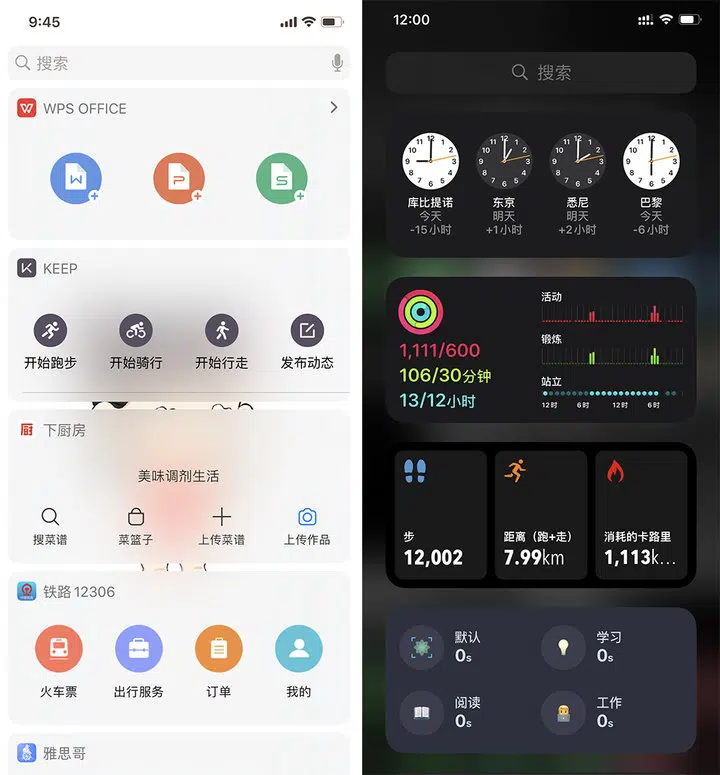 9:45
搜索
WPS OFFICE
W
P
S
KEEP
开始跑步
开始骑行
开始行走
发布动态
下厨房
美味调剂生活
搜菜谱
菜篮子
上传菜谱
上传作品
铁路12306
火车票
出行服务
订单
我的
雅思哥
12:00
搜索
库比提诺
今天
-15小时
东京
明天
+1小时
悉尼
明天
+2小时
巴黎
今天
-6小时
1,111/600
106/30分钟
13/12小时
活动
锻炼
站立
12时 6时 12时 6时
步
12,002
距离（跑+走）
7.99km
消耗的卡路里
1,113k...
默认
0s
学习
0s
阅读
0s
工作
0s